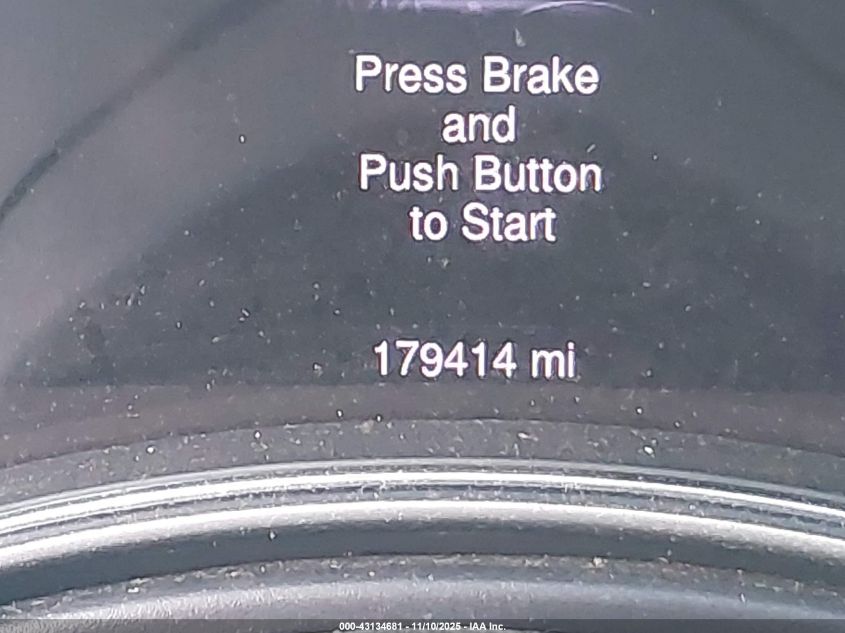 Press Brake
and
Push Button
to Start
179414 mi
000-43134681 - 11/10/2025 - IAA Inc.